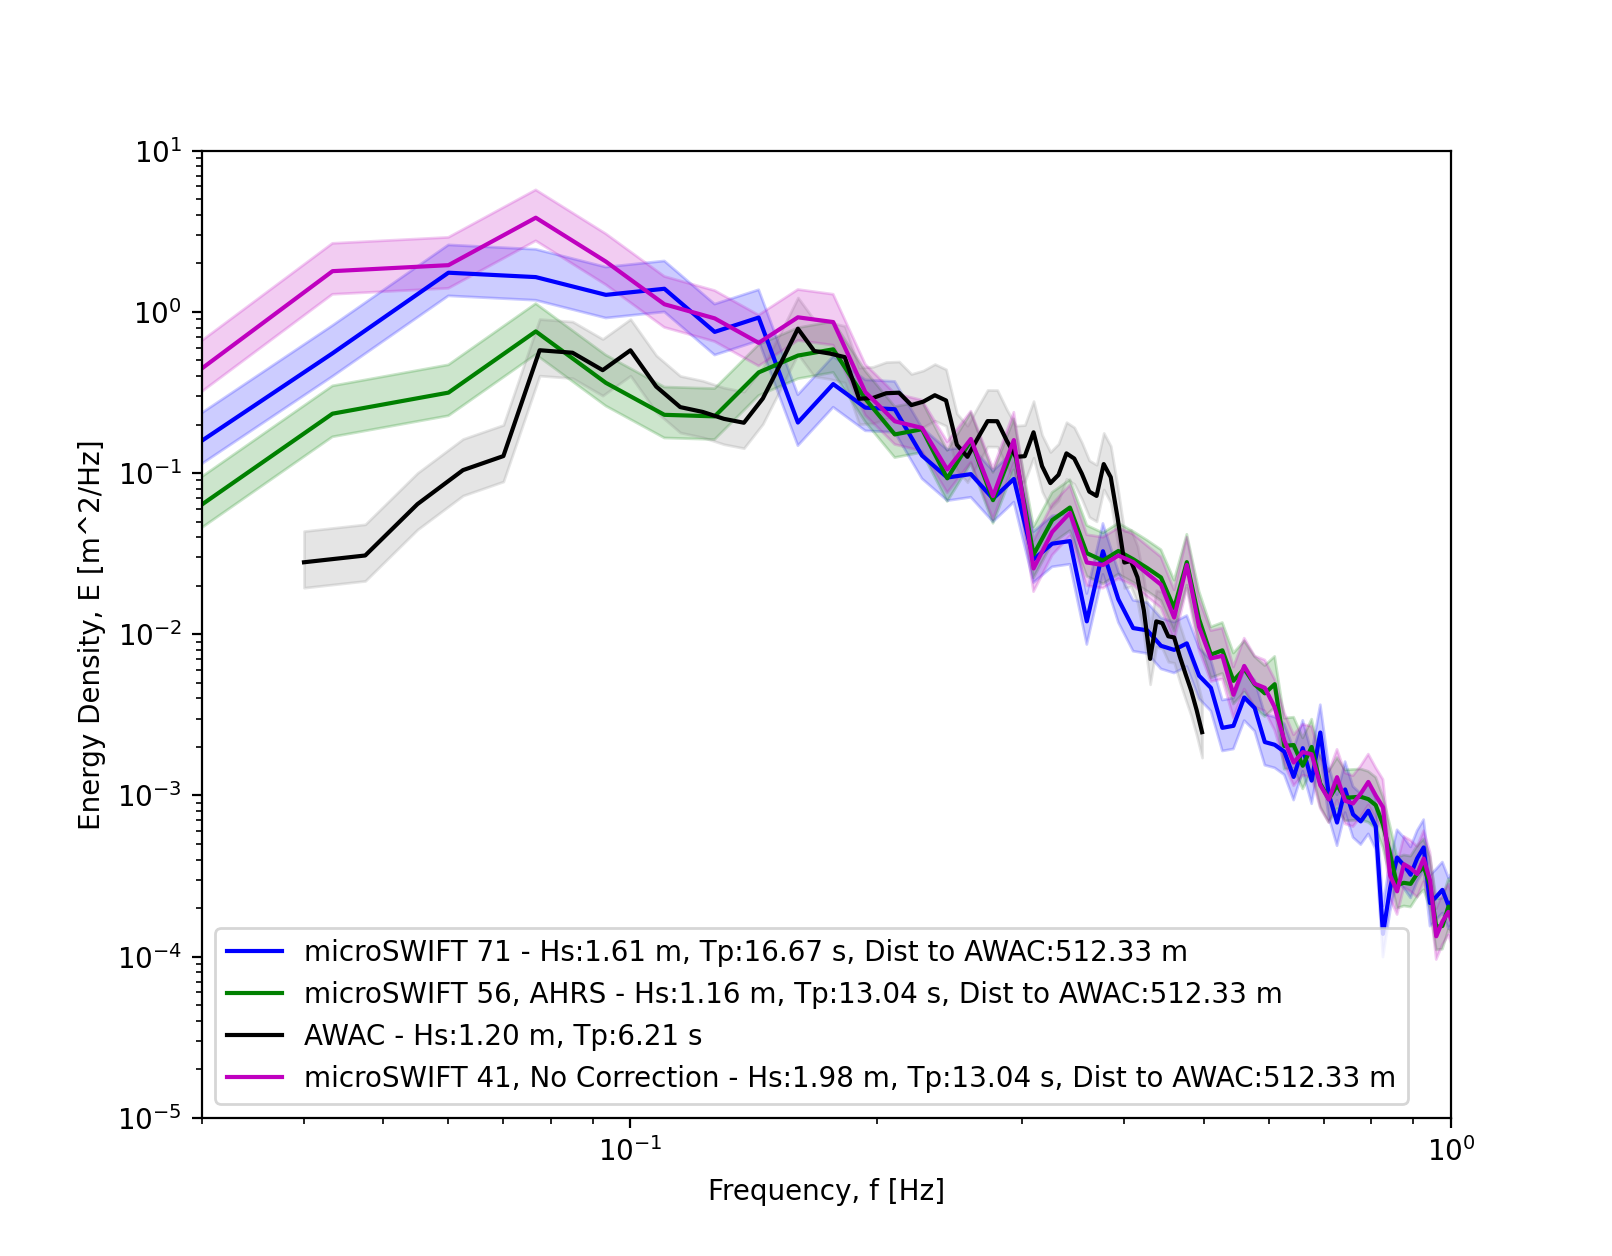 10^1
10^0
10^−1
10^−2
10^−3
10^−4
10^−5
Energy Density, E [m^2/Hz]
microSWIFT 71 - Hs:1.61 m, Tp:16.67 s, Dist to AWAC:512.33 m
microSWIFT 56, AHRS - Hs:1.16 m, Tp:13.04 s, Dist to AWAC:512.33 m
AWAC - Hs:1.20 m, Tp:6.21 s
microSWIFT 41, No Correction - Hs:1.98 m, Tp:13.04 s, Dist to AWAC:512.33 m
10^−1 10^0
Frequency, f [Hz]